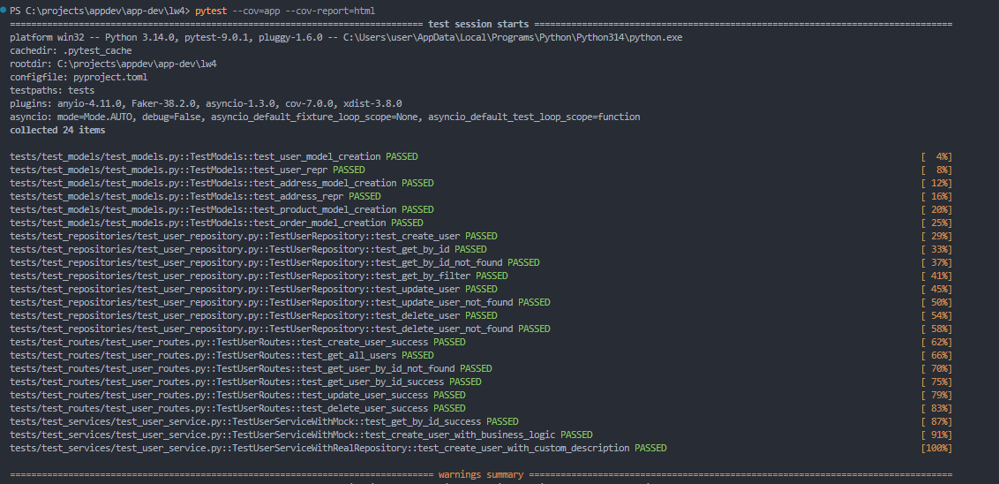 PS C:\projects\appdev\app-dev\lw4> pytest --cov=app --cov-report=html
============================= test session starts =============================
platform win32 -- Python 3.14.0, pytest-9.0.1, pluggy-1.6.0 -- C:\Users\user\AppData\Local\Programs\Python\Python314\python.exe
cachedir: .pytest_cache
rootdir: C:\projects\appdev\app-dev\lw4
configfile: pyproject.toml
testpaths: tests
plugins: anyio-4.11.0, Faker-38.2.0, asyncio-1.3.0, cov-7.0.0, xdist-3.8.0
asyncio: mode=Mode.AUTO, debug=False, asyncio_default_fixture_loop_scope=None, asyncio_default_test_loop_scope=function
collected 24 items
tests/test_models/test_models.py::TestModels::test_user_model_creation PASSED [ 4%]
tests/test_models/test_models.py::TestModels::test_user_repr PASSED [ 8%]
tests/test_models/test_models.py::TestModels::test_address_model_creation PASSED [ 12%]
tests/test_models/test_models.py::TestModels::test_address_repr PASSED [ 16%]
tests/test_models/test_models.py::TestModels::test_product_model_creation PASSED [ 20%]
tests/test_models/test_models.py::TestModels::test_order_model_creation PASSED [ 25%]
tests/test_repositories/test_user_repository.py::TestUserRepository::test_create_user PASSED [ 29%]
tests/test_repositories/test_user_repository.py::TestUserRepository::test_get_by_id PASSED [ 33%]
tests/test_repositories/test_user_repository.py::TestUserRepository::test_get_by_id_not_found PASSED [ 37%]
tests/test_repositories/test_user_repository.py::TestUserRepository::test_get_by_filter PASSED [ 41%]
tests/test_repositories/test_user_repository.py::TestUserRepository::test_update_user PASSED [ 45%]
tests/test_repositories/test_user_repository.py::TestUserRepository::test_update_user_not_found PASSED [ 50%]
tests/test_repositories/test_user_repository.py::TestUserRepository::test_delete_user PASSED [ 54%]
tests/test_repositories/test_user_repository.py::TestUserRepository::test_delete_user_not_found PASSED [ 58%]
tests/test_routes/test_user_routes.py::TestUserRoutes::test_create_user_success PASSED [ 62%]
tests/test_routes/test_user_routes.py::TestUserRoutes::test_get_all_users PASSED [ 66%]
tests/test_routes/test_user_routes.py::TestUserRoutes::test_get_user_by_id_not_found PASSED [ 70%]
tests/test_routes/test_user_routes.py::TestUserRoutes::test_get_user_by_id_success PASSED [ 75%]
tests/test_routes/test_user_routes.py::TestUserRoutes::test_update_user_success PASSED [ 79%]
tests/test_routes/test_user_routes.py::TestUserRoutes::test_delete_user_success PASSED [ 83%]
tests/test_services/test_user_service.py::TestUserServiceWithMock::test_get_by_id_success PASSED [ 87%]
tests/test_services/test_user_service.py::TestUserServiceWithMock::test_create_user_with_business_logic PASSED [ 91%]
tests/test_services/test_user_service.py::TestUserServiceWithRealRepository::test_create_user_with_custom_description PASSED [100%]
============================= warnings summary =============================